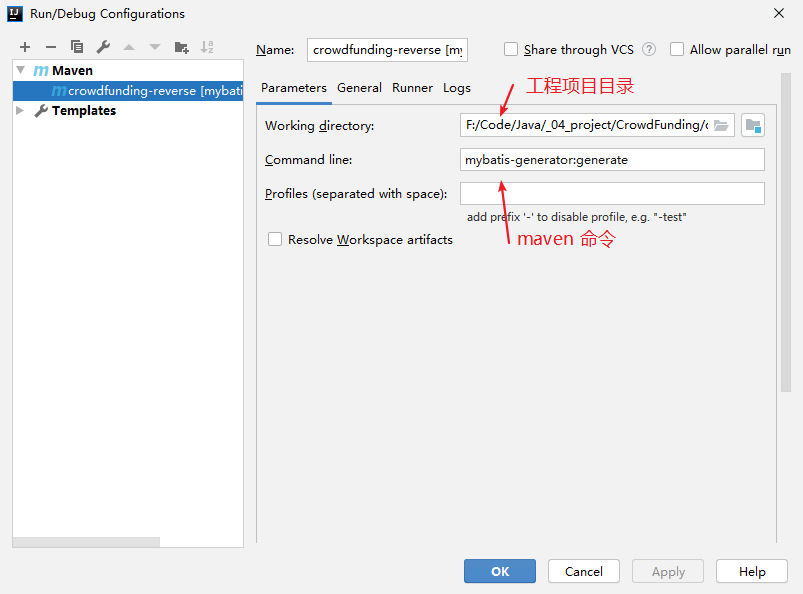 Run/Debug Configurations
Name: crowdfunding-reverse [my Share through VCS ? Allow parallel run
Maven
crowdfunding-reverse [mybati
Templates
Parameters General Runner Logs
工程项目目录
Working directory: F:/Code/Java/_04_project/CrowdFunding/c
Command line: mybatis-generator:generate
Profiles (separated with space):
add prefix '-' to disable profile, e.g. "-test"
Resolve Workspace artifacts
maven 命令
OK Cancel Apply Help